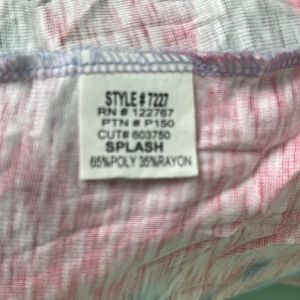 STYLE # 7227
RN # 122767
PTN # P150
CUT# 603750
SPLASH
65%POLY 35%RAYON